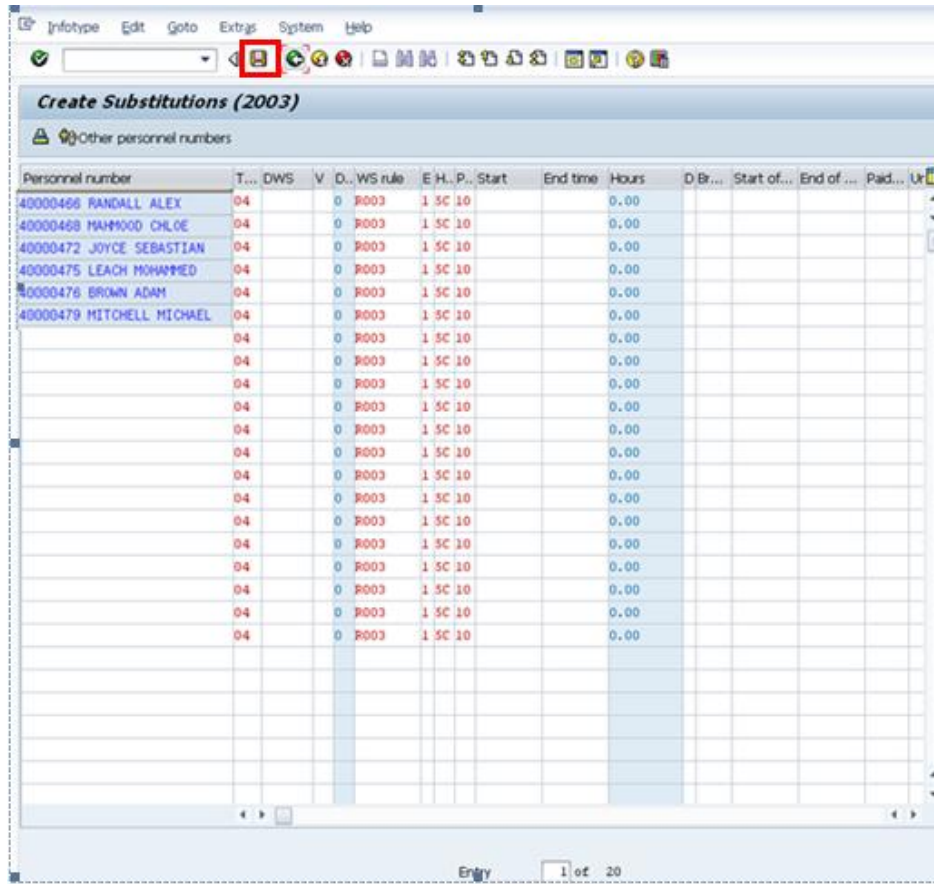 Infotype Edit Goto Extras System Help
Create Substitutions (2003)
Other personnel numbers
Personnel number T... DWS V D.. WS rule E H.. P.. Start End time Hours D Br... Start of... End of ... Paid...
40000466 RANDALL ALEX 04 0 R003 1 SC 10 0.00
40000468 MAHMOOD CHLOE 04 0 R003 1 SC 10 0.00
40000472 JOYCE SEBASTIAN 04 0 R003 1 SC 10 0.00
40000475 LEACH MOHAMMED 04 0 R003 1 SC 10 0.00
40000476 BROWN ADAM 04 0 R003 1 SC 10 0.00
40000479 MITCHELL MICHAEL 04 0 R003 1 SC 10 0.00
04 0 R003 1 SC 10 0.00
04 0 R003 1 SC 10 0.00
04 0 R003 1 SC 10 0.00
04 0 R003 1 SC 10 0.00
04 0 R003 1 SC 10 0.00
04 0 R003 1 SC 10 0.00
04 0 R003 1 SC 10 0.00
04 0 R003 1 SC 10 0.00
04 0 R003 1 SC 10 0.00
04 0 R003 1 SC 10 0.00
04 0 R003 1 SC 10 0.00
04 0 R003 1 SC 10 0.00
04 0 R003 1 SC 10 0.00
04 0 R003 1 SC 10 0.00
Entry 1 of 20